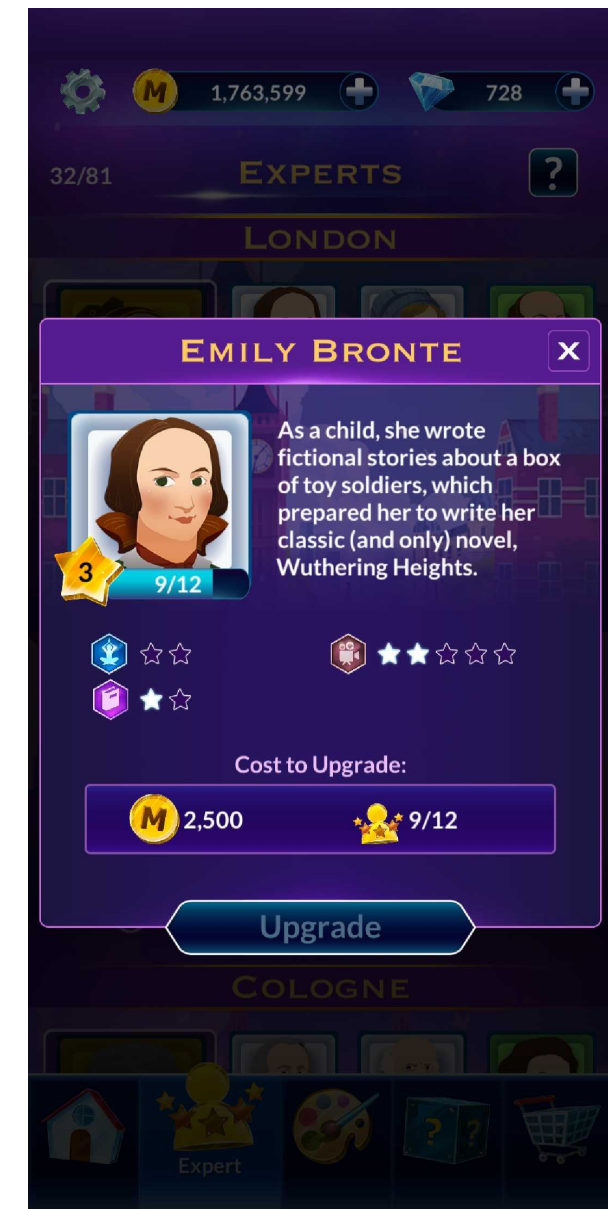 M 1,763,599 728
32/81 EXPERTS ?
LONDON
EMILY BRONTE X
As a child, she wrote
fictional stories about a box
of toy soldiers, which
prepared her to write her
classic (and only) novel,
Wuthering Heights.
3
9/12
Cost to Upgrade:
M 2,500 9/12
Upgrade
COLOGNE
? ?
Expert